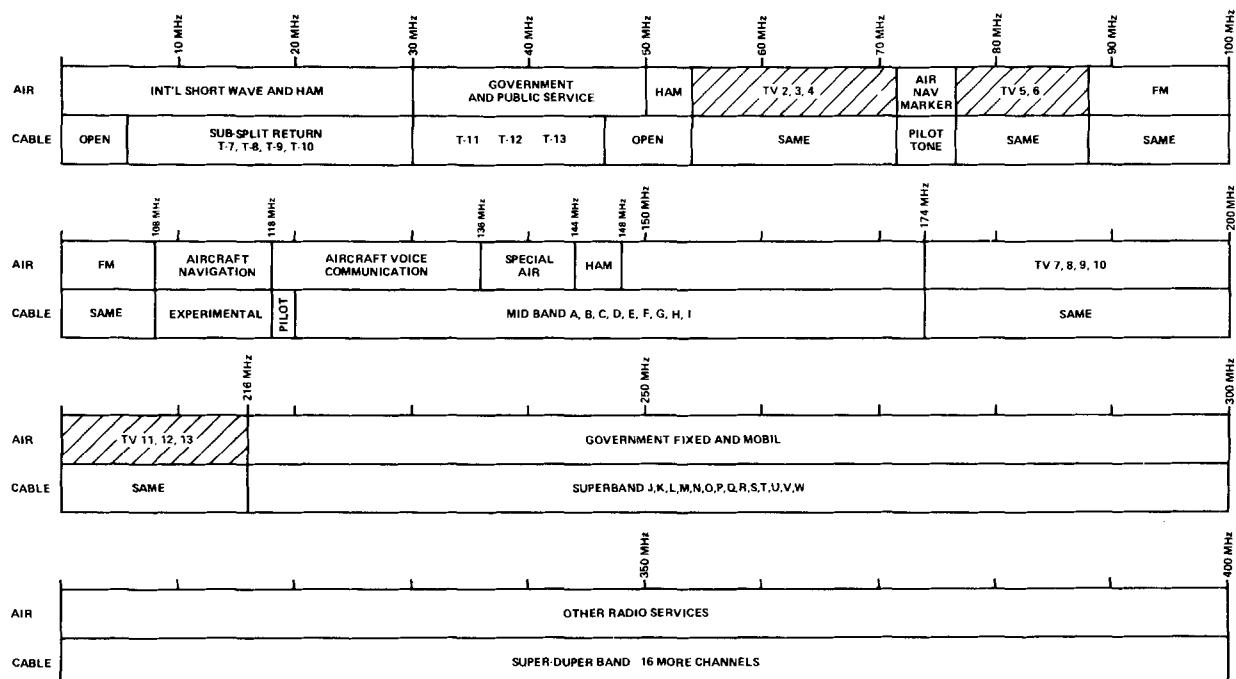 10 MHz 20 MHz 30 MHz 40 MHz 50 MHz 60 MHz 70 MHz 80 MHz 90 MHz 100 MHz
AIR INT'L SHORT WAVE AND HAM GOVERNMENT AND PUBLIC SERVICE HAM TV 2, 3, 4 AIR NAV MARKER TV 5, 6 FM
CABLE OPEN SUB-SPLIT RETURN T-7, T-8, T-9, T-10 T-11 T-12 T-13 OPEN SAME PILOT TONE SAME SAME
108 MHz 118 MHz 136 MHz 144 MHz 148 MHz 150 MHz 174 MHz 200 MHz
AIR FM AIRCRAFT NAVIGATION AIRCRAFT VOICE COMMUNICATION SPECIAL AIR HAM TV 7, 8, 9, 10
CABLE SAME EXPERIMENTAL PILOT MID BAND A, B, C, D, E, F, G, H, I SAME
216 MHz 250 MHz 300 MHz
AIR TV 11, 12, 13 GOVERNMENT FIXED AND MOBIL
CABLE SAME SUPERBAND J,K,L,M,N,O,P,Q,R,S,T,U,V,W
350 MHz 400 MHz
AIR OTHER RADIO SERVICES
CABLE SUPER-DUPER BAND 16 MORE CHANNELS